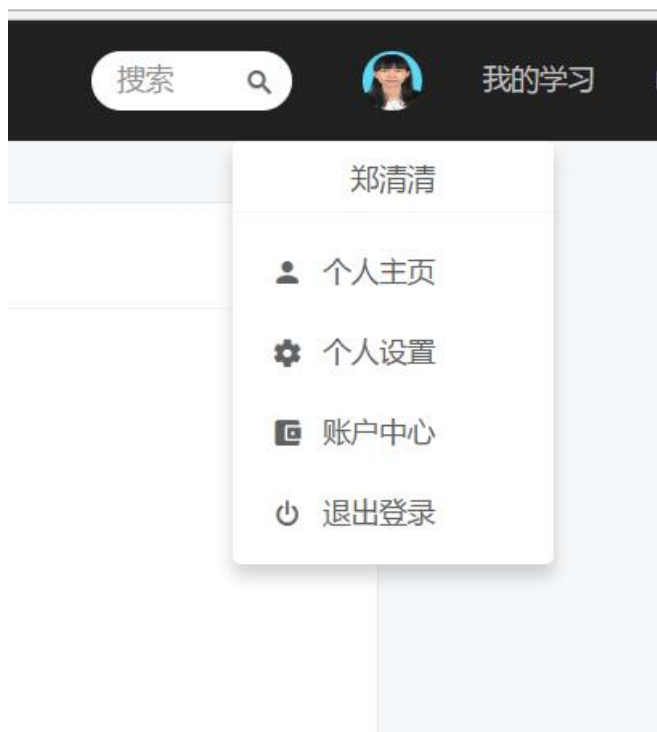 搜索
我的学习
郑清清
个人主页
个人设置
账户中心
退出登录